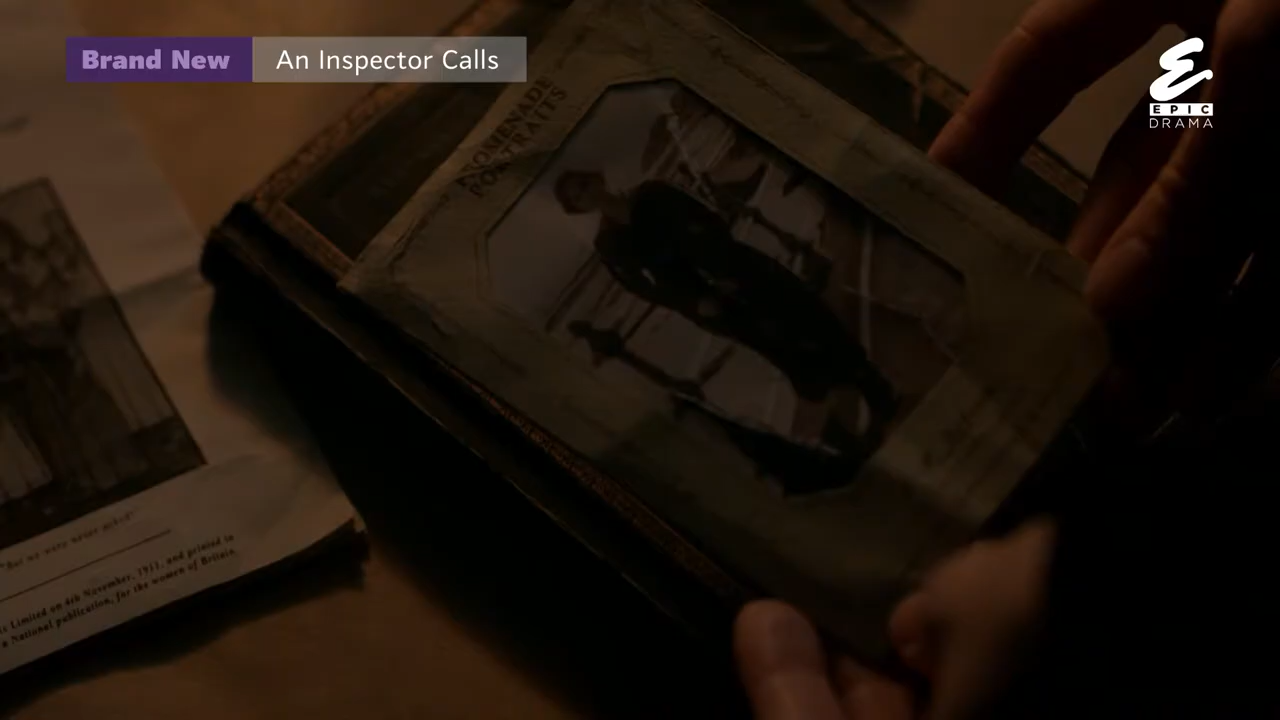 Brand New
An Inspector Calls
EPIC
DRAMA
PROMENADE
PORTRAITS
"But we were never asked"
Limited on 4th November, 1911, and printed in
a National publication, for the women of Britain.